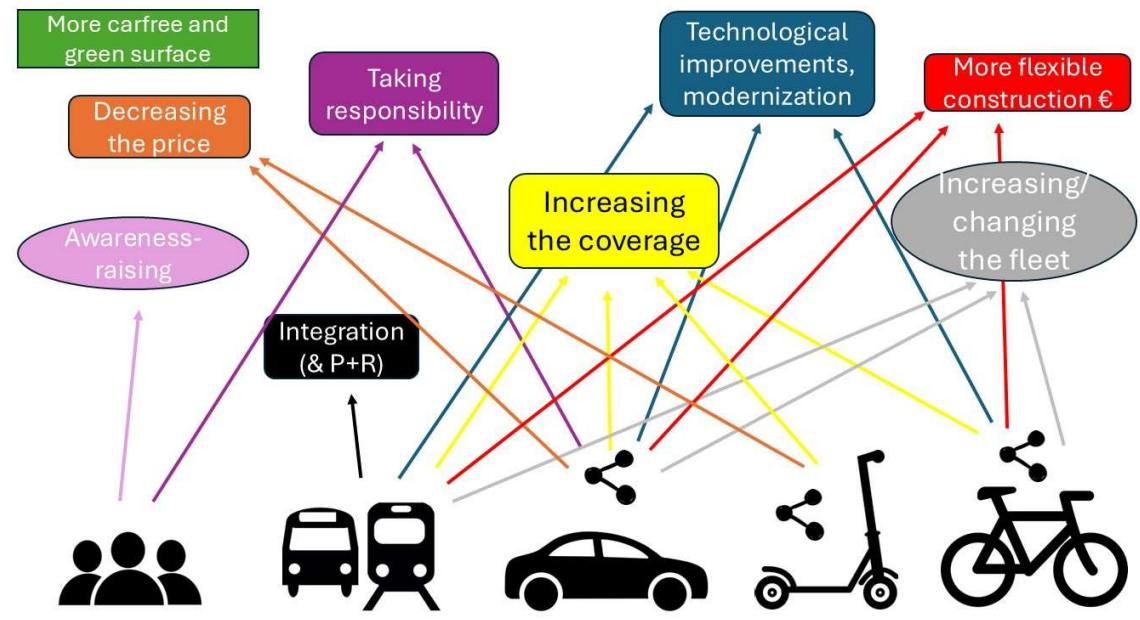 More carfree and
green surface
Decreasing
the price
Taking
responsibility
Technological
improvements,
modernization
More flexible
construction €
Awareness-
raising
Increasing
the coverage
Increasing/
changing
the fleet
Integration
(& P+R)